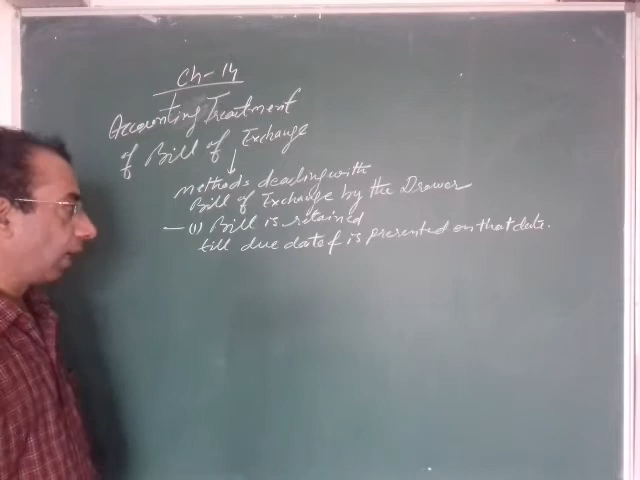 Ch-14
Accounting Treatment
of Bill of Exchange
methods dealing with
Bill of Exchange by the Drawer
(1) Bill is retained
till due date & is presented on that date.